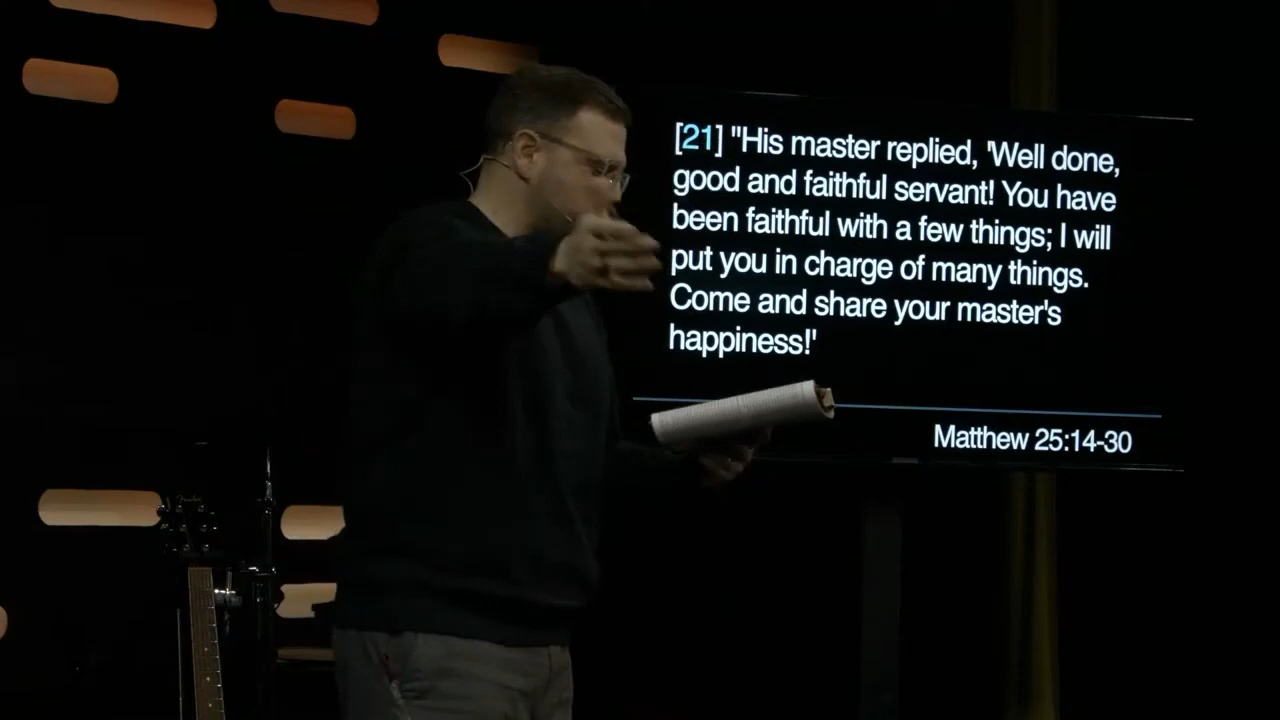 [21] "His master replied, 'Well done,
good and faithful servant! You have
been faithful with a few things; I will
put you in charge of many things.
Come and share your master's
happiness!'
Matthew 25:14-30
Fender